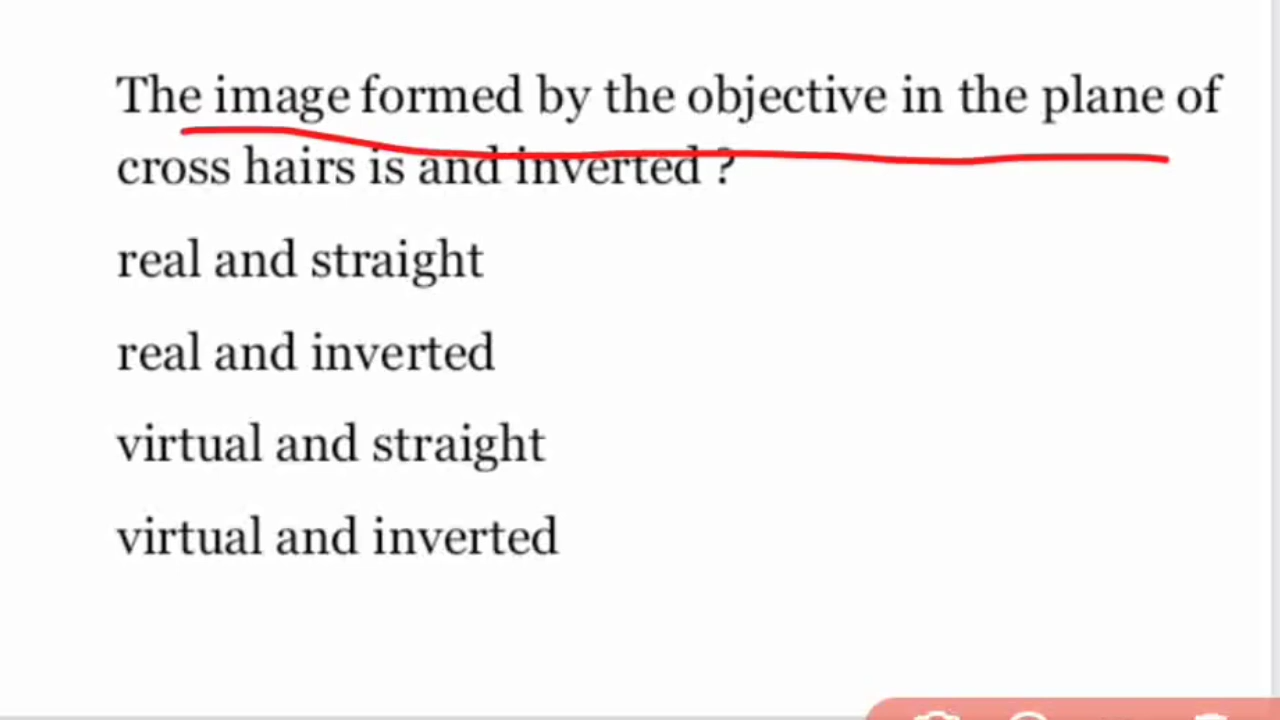 The image formed by the objective in the plane of
cross hairs is and inverted ?
real and straight
real and inverted
virtual and straight
virtual and inverted